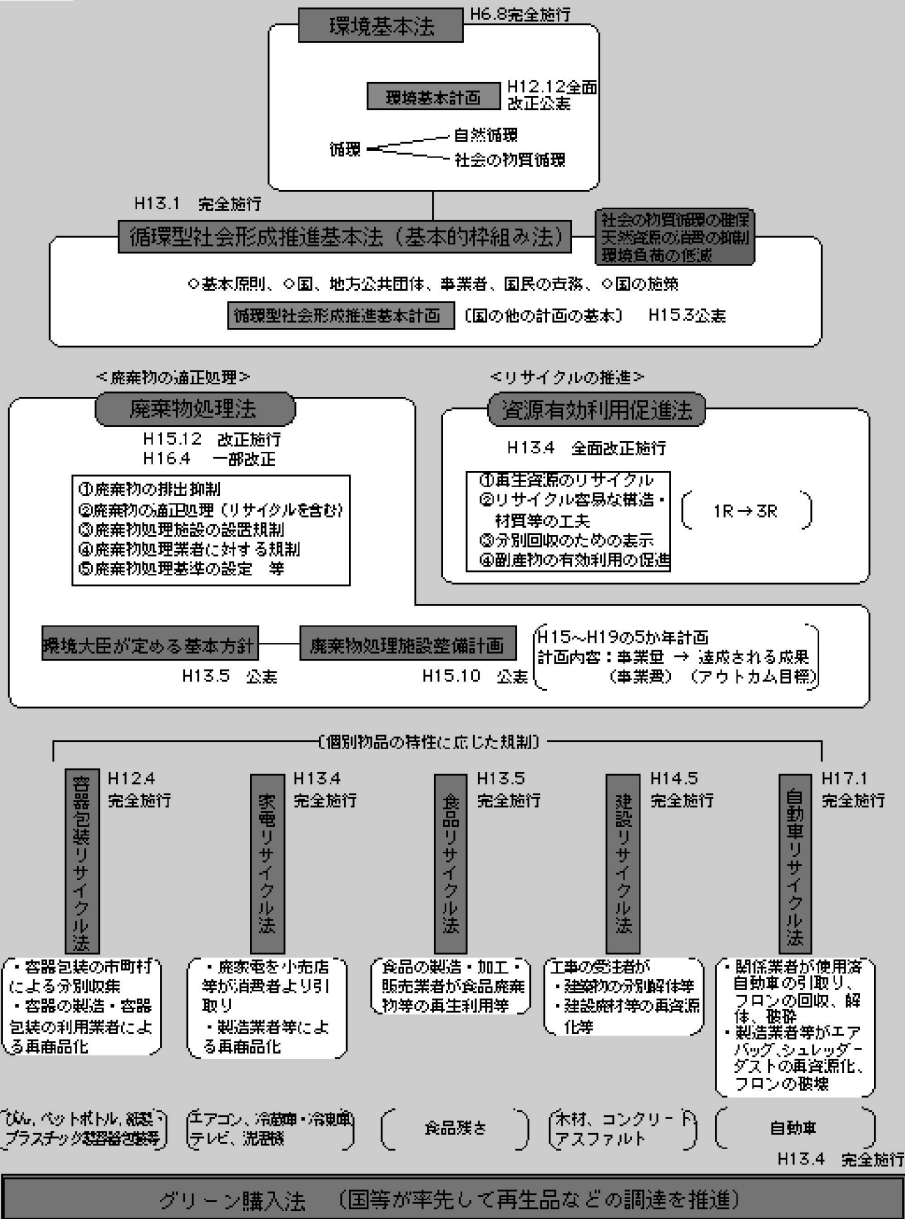 環境基本法
H6.8完全施行
環境基本計画
H12.12全面
改正公表
循環
自然循環
社会の物質循環
H13.1 完全施行
循環型社会形成推進基本法（基本的枠組み法）
社会の物質循環の確保
天然資源の消費の抑制
環境負荷の低減
○基本原則、○国、地方公共団体、事業者、国民の責務、○国の施策
循環型社会形成推進基本計画
〔国の他の計画の基本〕 H15.3公表
＜廃棄物の適正処理＞
廃棄物処理法
H15.12 改正施行
H16.4 一部改正
①廃棄物の排出抑制
②廃棄物の適正処理（リサイクルを含む）
③廃棄物処理施設の設置規制
④廃棄物処理業者に対する規制
⑤廃棄物処理基準の設定 等
＜リサイクルの推進＞
資源有効利用促進法
H13.4 全面改正施行
①再生資源のリサイクル
②リサイクル容易な構造・
材質等の工夫
③分別回収のための表示
④副産物の有効利用の促進
1R→3R
環境大臣が定める基本方針
H13.5 公表
廃棄物処理施設整備計画
H15.10 公表
H15～H19の5か年計画
計画内容：事業量 → 達成される成果
（事業費）（アウトカム目標）
〔個別物品の特性に応じた規制〕
容器包装リサイクル法
H12.4
完全施行
・容器包装の市町村
による分別収集
・容器の製造・容器
包装の利用業者によ
る再商品化
びん、ペットボトル、紙製・
プラスチック製容器包装等
家電リサイクル法
H13.4
完全施行
・廃家電を小売店
等が消費者より引
取り
・製造業者等によ
る再商品化
エアコン、冷蔵庫・冷凍庫
テレビ、洗濯機
食品リサイクル法
H13.5
完全施行
食品の製造・加工・
販売業者が食品廃棄
物等の再生利用等
食品残さ
建設リサイクル法
H14.5
完全施行
工事の受注者が
・建築物の分別解体等
・建設廃材等の再資源
化等
木材、コンクリート
アスファルト
自動車リサイクル法
H17.1
完全施行
・関係業者が使用済
自動車の引取り、
フロンの回収、解
体、破砕
・製造業者等がエア
バッグ、シュレッダー
ダストの再資源化、
フロンの破壊
自動車
H13.4 完全施行
グリーン購入法 （国等が率先して再生品などの調達を推進）